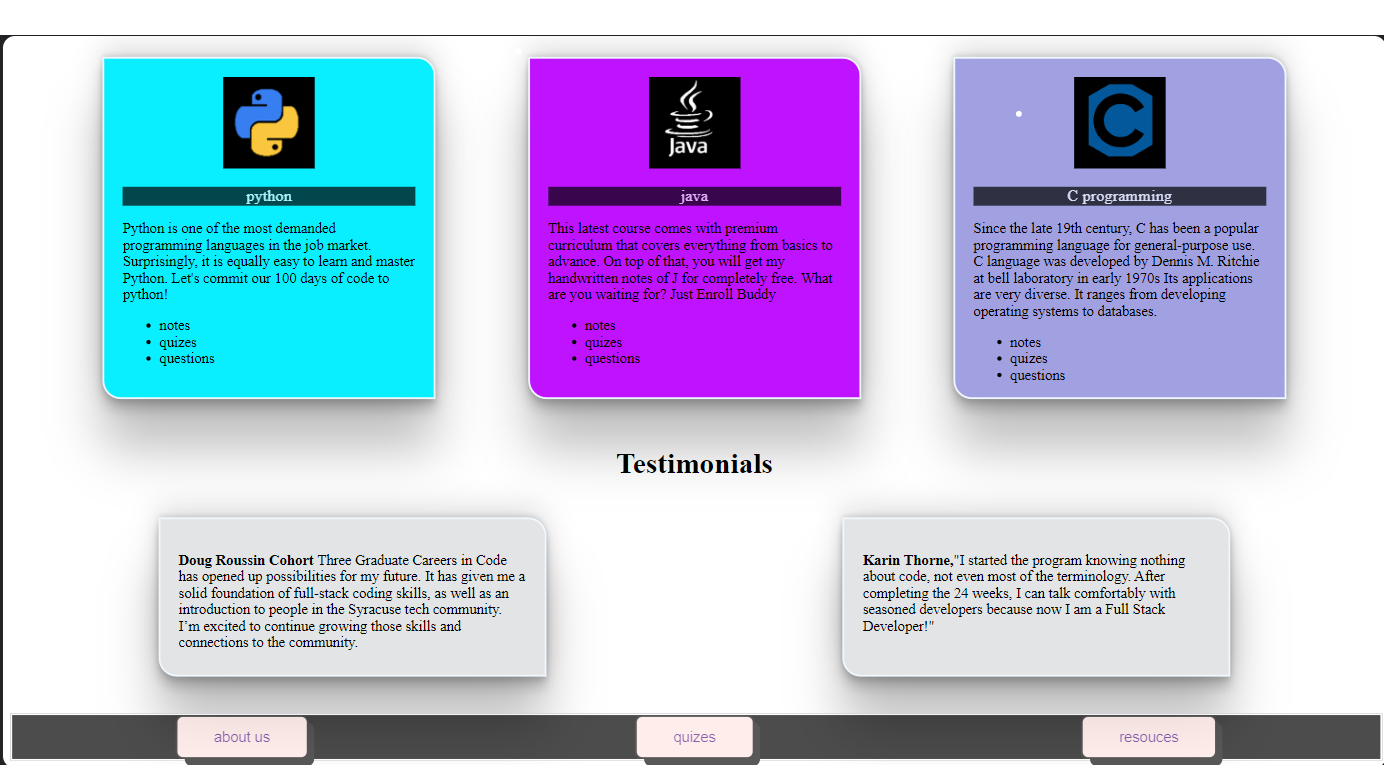 Java
python
java
C programming
Python is one of the most demanded
programming languages in the job market.
Surprisingly, it is equally easy to learn and master
Python. Let's commit our 100 days of code to
python!
• notes
• quizes
• questions
This latest course comes with premium
curriculum that covers everything from basics to
advance. On top of that, you will get my
handwritten notes of J for completely free. What
are you waiting for? Just Enroll Buddy
• notes
• quizes
• questions
Since the late 19th century, C has been a popular
programming language for general-purpose use.
C language was developed by Dennis M. Ritchie
at bell laboratory in early 1970s Its applications
are very diverse. It ranges from developing
operating systems to databases.
• notes
• quizes
• questions
Testimonials
Doug Roussin Cohort Three Graduate Careers in Code
has opened up possibilities for my future. It has given me a
solid foundation of full-stack coding skills, as well as an
introduction to people in the Syracuse tech community.
I’m excited to continue growing those skills and
connections to the community.
Karin Thorne,"I started the program knowing nothing
about code, not even most of the terminology. After
completing the 24 weeks, I can talk comfortably with
seasoned developers because now I am a Full Stack
Developer!"
about us
quizes
resouces